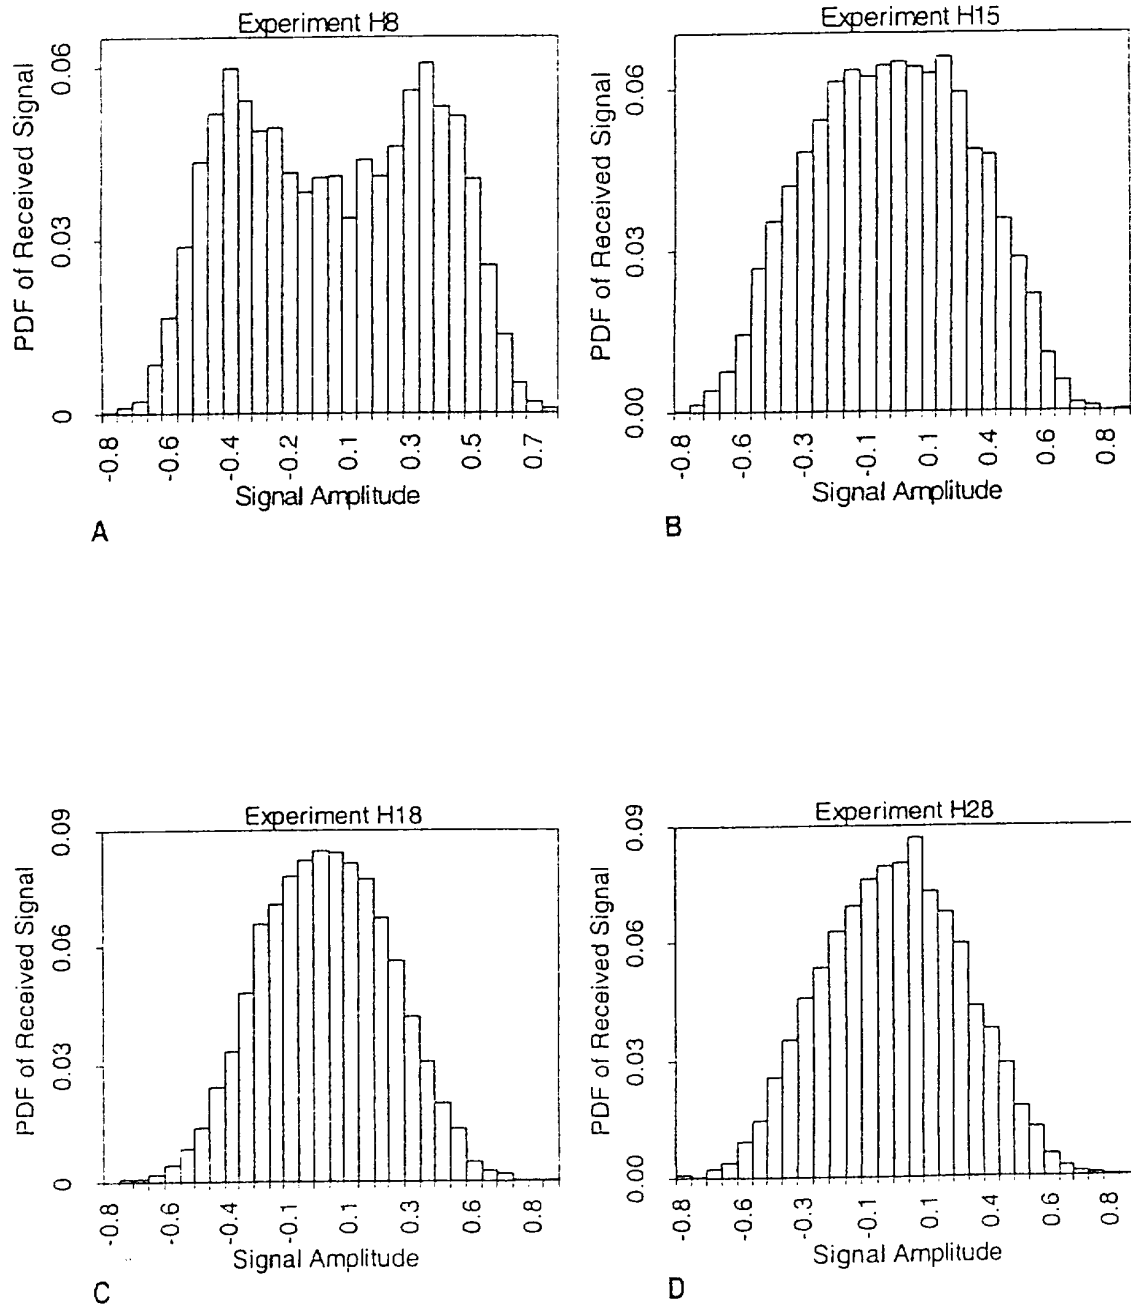 Experiment H8
PDF of Received Signal
0.06
0.03
0
-0.8
-0.6
-0.4
-0.2
0.1
0.3
0.5
0.7
Signal Amplitude
A
Experiment H15
PDF of Received Signal
0.06
0.03
0.00
-0.8
-0.6
-0.3
-0.1
0.1
0.4
0.6
0.8
Signal Amplitude
B
Experiment H18
PDF of Received Signal
0.09
0.06
0.03
0
-0.8
-0.6
-0.4
-0.1
0.1
0.3
0.6
0.8
Signal Amplitude
C
Experiment H28
PDF of Received Signal
0.09
0.06
0.03
0.00
-0.8
-0.6
-0.3
-0.1
0.1
0.4
0.6
0.8
Signal Amplitude
D